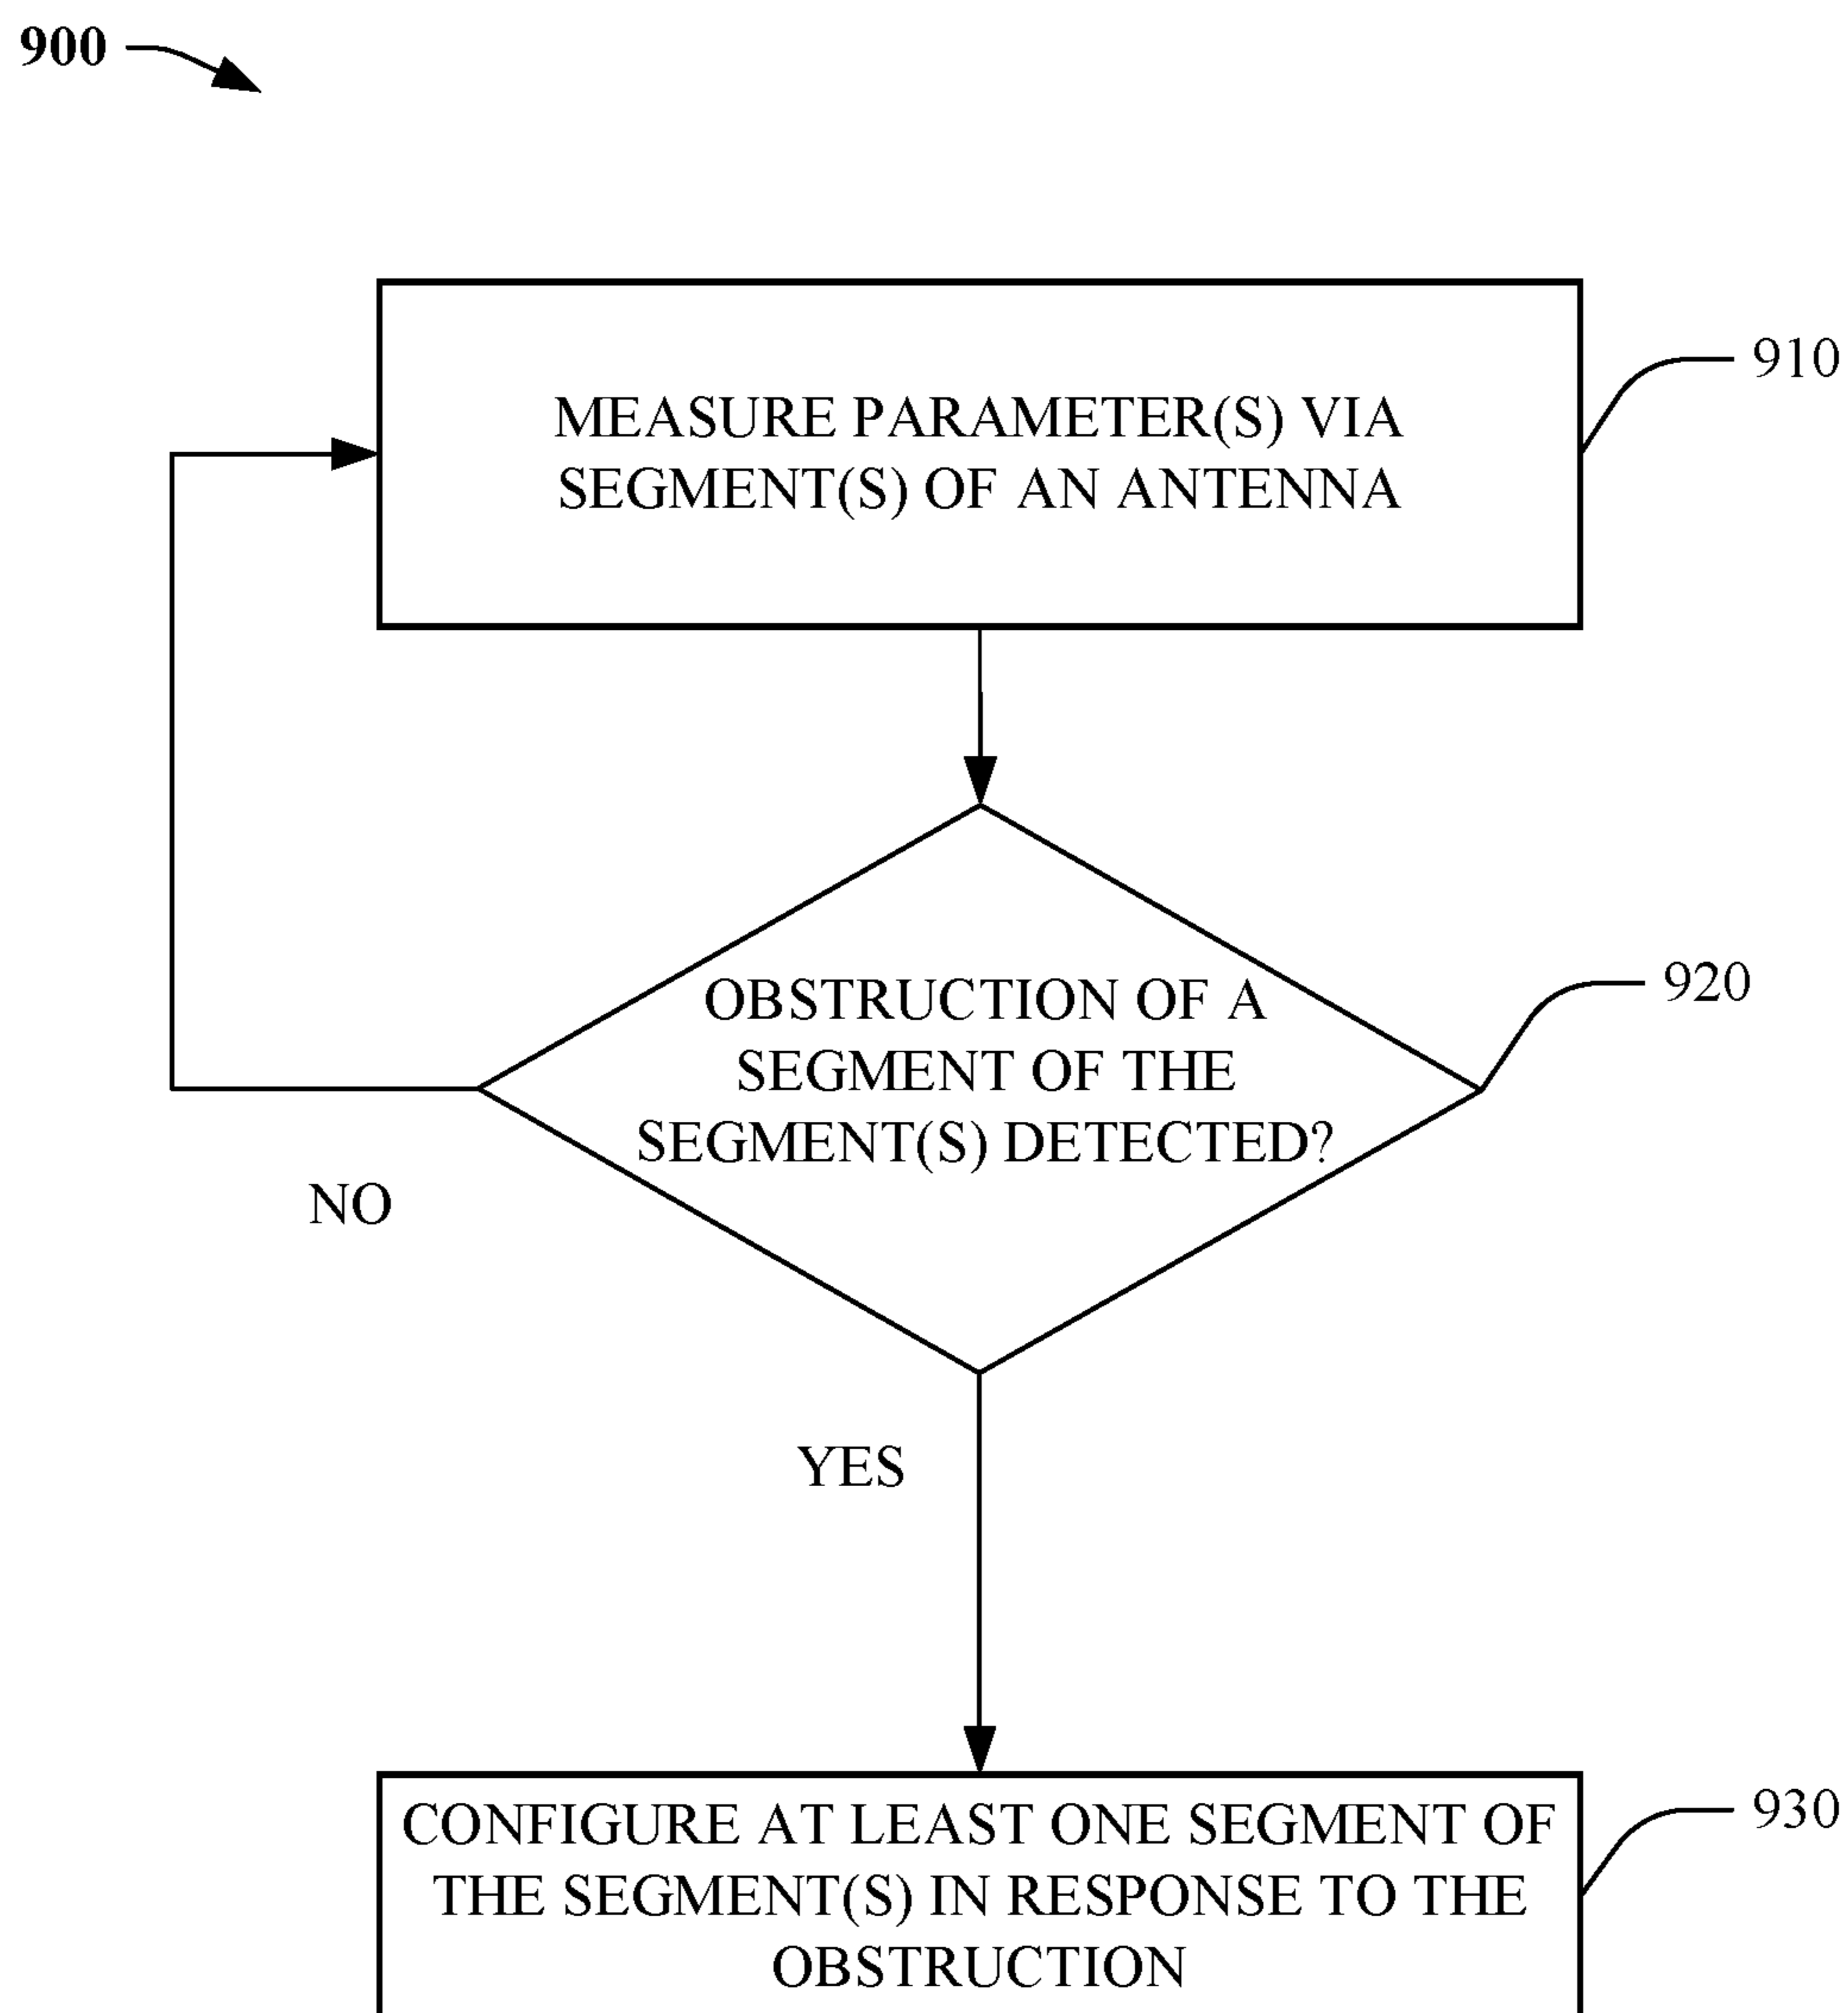 900
MEASURE PARAMETER(S) VIA
SEGMENT(S) OF AN ANTENNA
910
OBSTRUCTION OF A
SEGMENT OF THE
SEGMENT(S) DETECTED?
920
NO
YES
CONFIGURE AT LEAST ONE SEGMENT OF
THE SEGMENT(S) IN RESPONSE TO THE
OBSTRUCTION
930